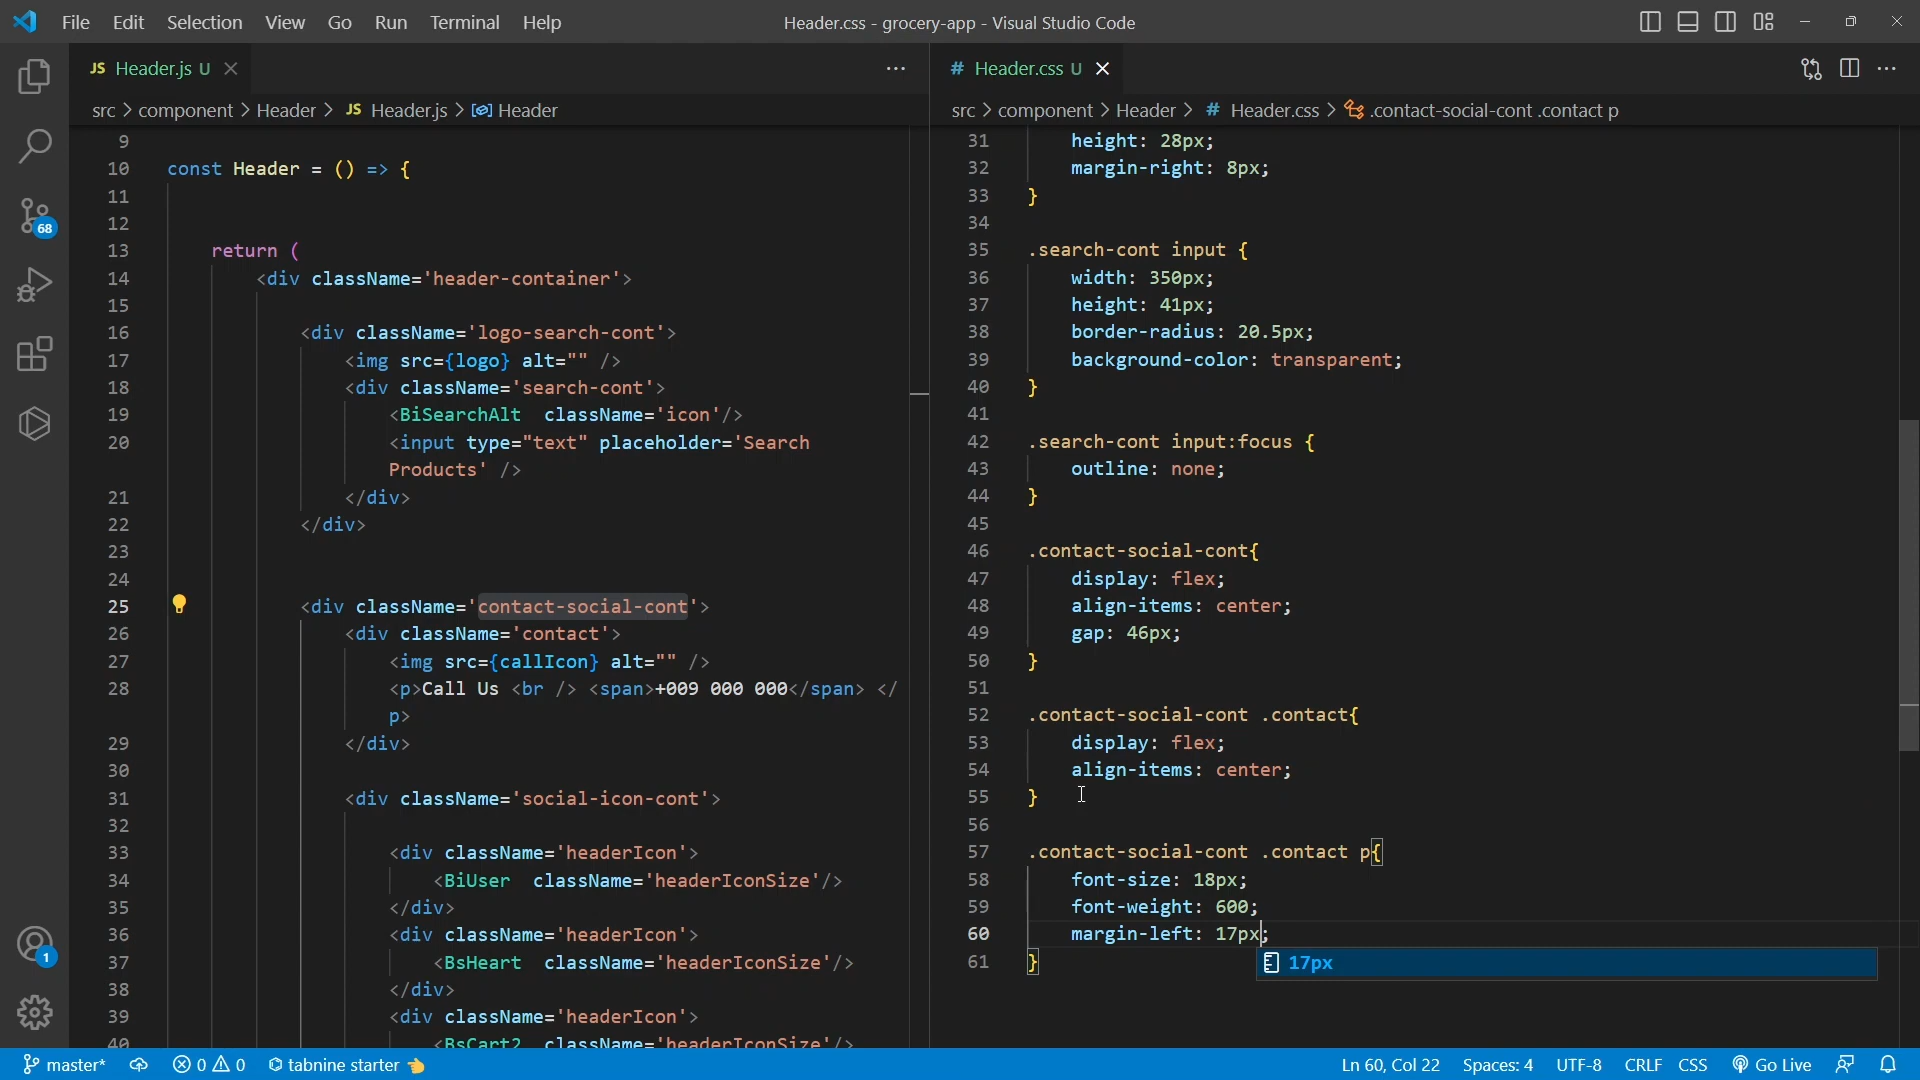 File Edit Selection View Go Run Terminal Help
Header.css - grocery-app - Visual Studio Code
JS Header.js U
src > component > Header > JS Header.js > Header
9
10 const Header = () => {
11
12
13 return (
14 <div className='header-container'>
15
16 <div className='logo-search-cont'>
17 <img src={logo} alt="" />
18 <div className='search-cont'>
19 <BiSearchAlt className='icon'/>
20 <input type="text" placeholder='Search
Products' />
21 </div>
22 </div>
23
24
25 <div className='contact-social-cont'>
26 <div className='contact'>
27 <img src={callIcon} alt="" />
28 <p>Call Us <br /> <span>+009 000 000</span> </
p>
29 </div>
30
31 <div className='social-icon-cont'>
32
33 <div className='headerIcon'>
34 <BiUser className='headerIconSize'/>
35 </div>
36 <div className='headerIcon'>
37 <BsHeart className='headerIconSize'/>
38 </div>
39 <div className='headerIcon'>
40 <BsCart2 className='headerIconSize'/>
# Header.css U
src > component > Header > # Header.css > .contact-social-cont .contact p
31 height: 28px;
32 margin-right: 8px;
33 }
34
35 .search-cont input {
36 width: 350px;
37 height: 41px;
38 border-radius: 20.5px;
39 background-color: transparent;
40 }
41
42 .search-cont input:focus {
43 outline: none;
44 }
45
46 .contact-social-cont{
47 display: flex;
48 align-items: center;
49 gap: 46px;
50 }
51
52 .contact-social-cont .contact{
53 display: flex;
54 align-items: center;
55 }
56
57 .contact-social-cont .contact p{
58 font-size: 18px;
59 font-weight: 600;
60 margin-left: 17px;
61 }
17px
68
1
master* 0 0 tabnine starter
Ln 60, Col 22 Spaces: 4 UTF-8 CRLF CSS Go Live